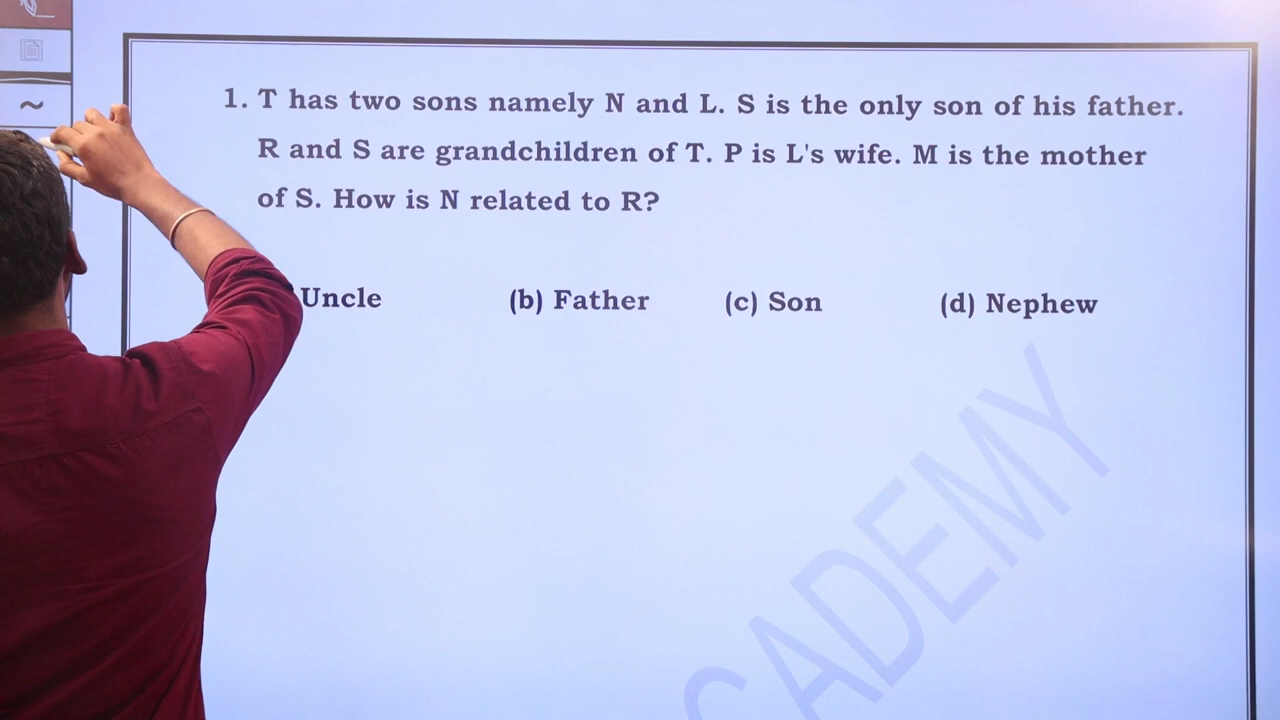 1. T has two sons namely N and L. S is the only son of his father.
R and S are grandchildren of T. P is L's wife. M is the mother
of S. How is N related to R?
Uncle (b) Father (c) Son (d) Nephew
CADEMY